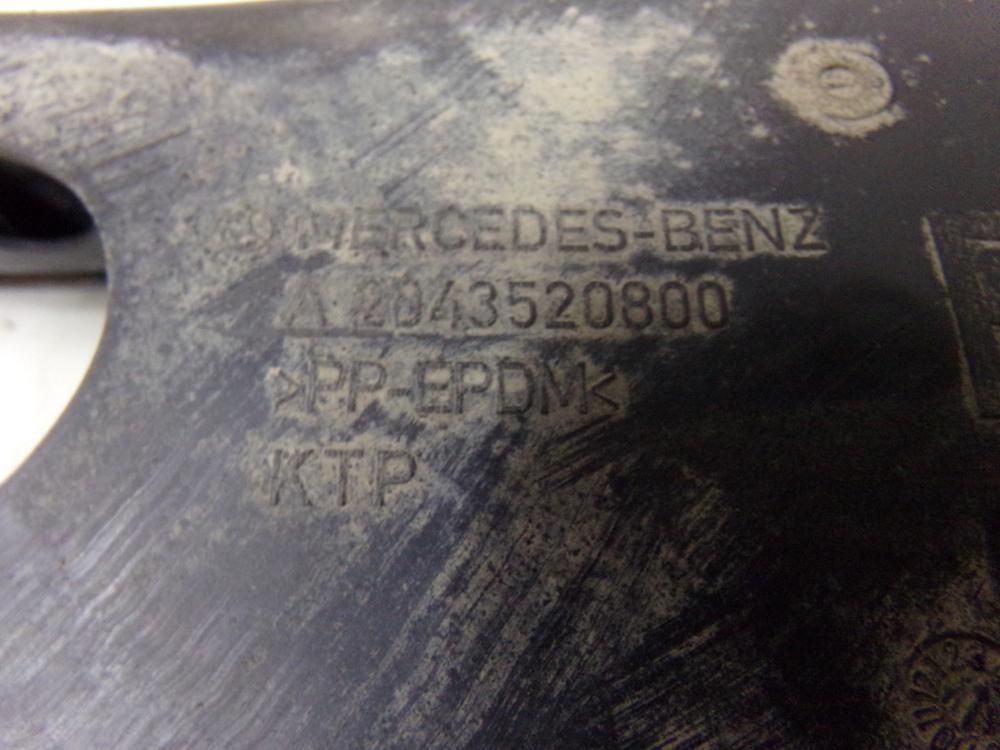 MERCEDES-BENZ
A 2043520800
>PP-EPDM<
KTP